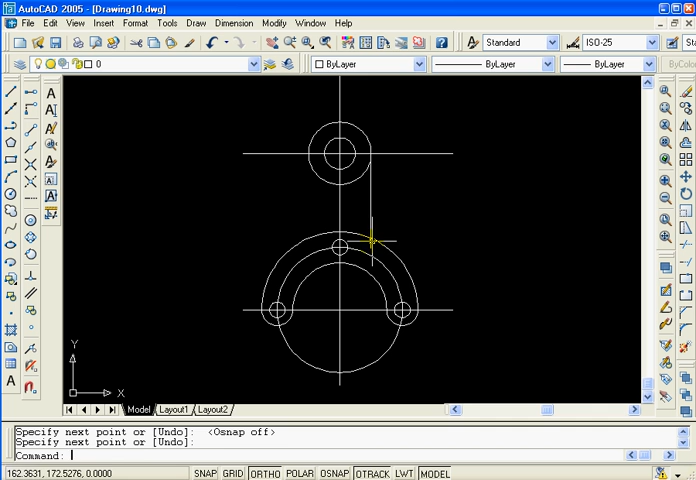 AutoCAD 2005 - [Drawing10.dwg]
File Edit View Insert Format Tools Draw Dimension Modify Window Help
Standard ISO-25
0 ByLayer ByLayer ByLayer ByColo
A
A
A
A
Y
X
Model Layout1 Layout2
Specify next point or [Undo]: <Osnap off>
Specify next point or [Undo]:
Command:
162.3631, 172.5276, 0.0000 SNAP GRID ORTHO POLAR OSNAP OTRACK LWT MODEL